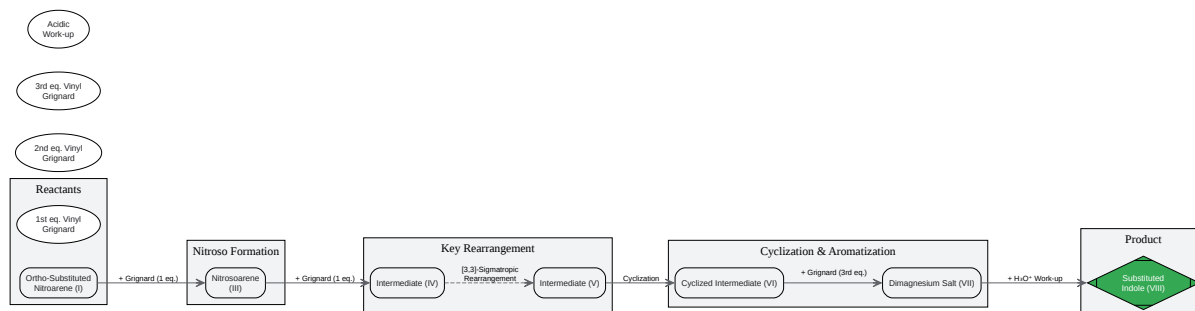 Acidic
Work-up
3rd eq. Vinyl
Grignard
2nd eq. Vinyl
Grignard
Reactants
1st eq. Vinyl
Grignard
Ortho-Substituted
Nitroarene (I)
+ Grignard (1 eq.)
Nitroso Formation
Nitrosoarene
(III)
+ Grignard (1 eq.)
Key Rearrangement
Intermediate (IV)
[3,3]-Sigmatropic
Rearrangement
Intermediate (V)
Cyclization
Cyclization & Aromatization
Cyclized Intermediate (VI)
+ Grignard (3rd eq.)
Dimagnesium Salt (VII)
+ H₃O⁺ Work-up
Product
Substituted
Indole (VIII)